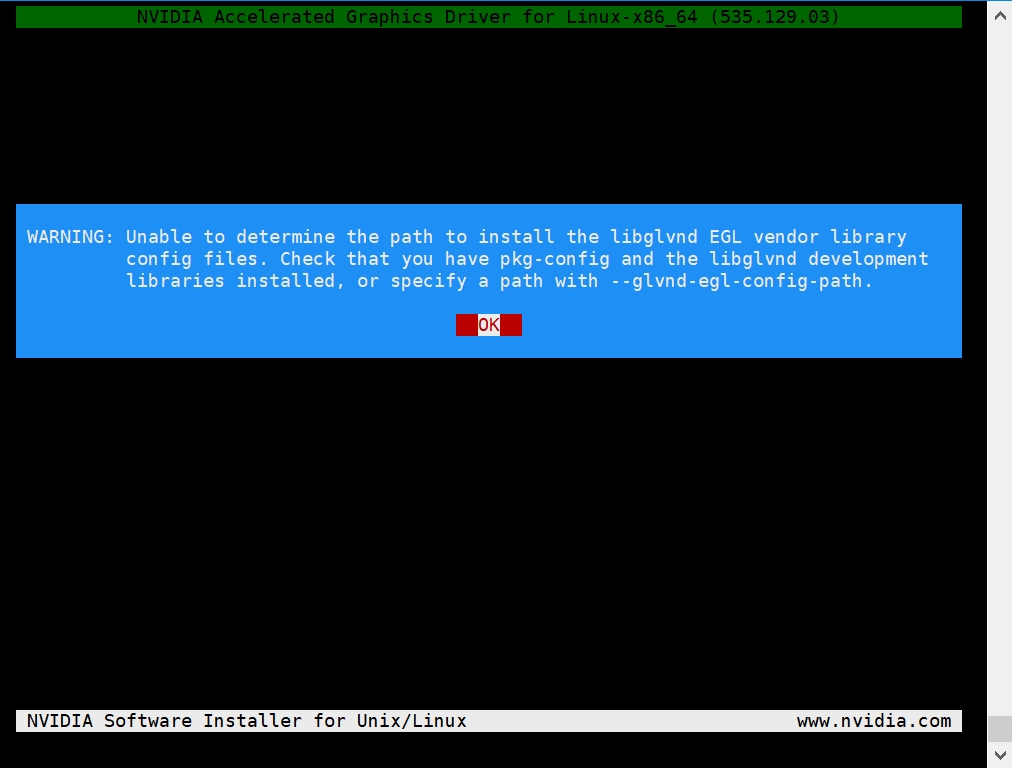 NVIDIA Accelerated Graphics Driver for Linux-x86_64 (535.129.03)
WARNING: Unable to determine the path to install the libglvnd EGL vendor library
config files. Check that you have pkg-config and the libglvnd development
libraries installed, or specify a path with --glvnd-egl-config-path.
OK
NVIDIA Software Installer for Unix/Linux www.nvidia.com